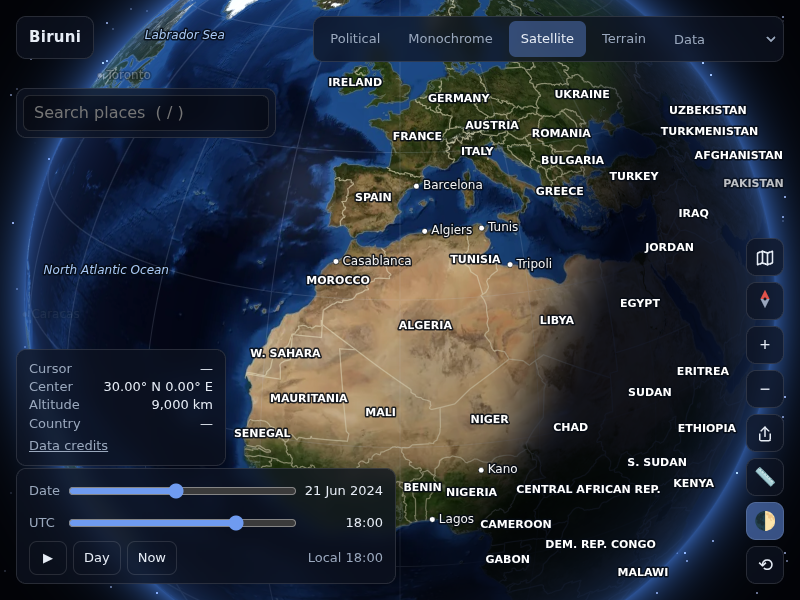 Biruni
Political
Monochrome
Satellite
Terrain
Data
Labrador Sea
Toronto
Search places ( / )
IRELAND
GERMANY
UKRAINE
UZBEKISTAN
FRANCE
AUSTRIA
ROMANIA
TURKMENISTAN
ITALY
BULGARIA
AFGHANISTAN
SPAIN
Barcelona
GREECE
TURKEY
PAKISTAN
IRAQ
Algiers
Tunis
JORDAN
Casablanca
TUNISIA
Tripoli
North Atlantic Ocean
MOROCCO
EGYPT
Caracas
ALGERIA
LIBYA
W. SAHARA
ERITREA
MAURITANIA
MALI
NIGER
SUDAN
SENEGAL
CHAD
ETHIOPIA
Kano
S. SUDAN
BENIN
NIGERIA
CENTRAL AFRICAN REP.
KENYA
Lagos
CAMEROON
DEM. REP. CONGO
GABON
MALAWI
Cursor —
Center 30.00° N 0.00° E
Altitude 9,000 km
Country —
Data credits
Date 21 Jun 2024
UTC 18:00
Day
Now
Local 18:00
+
−